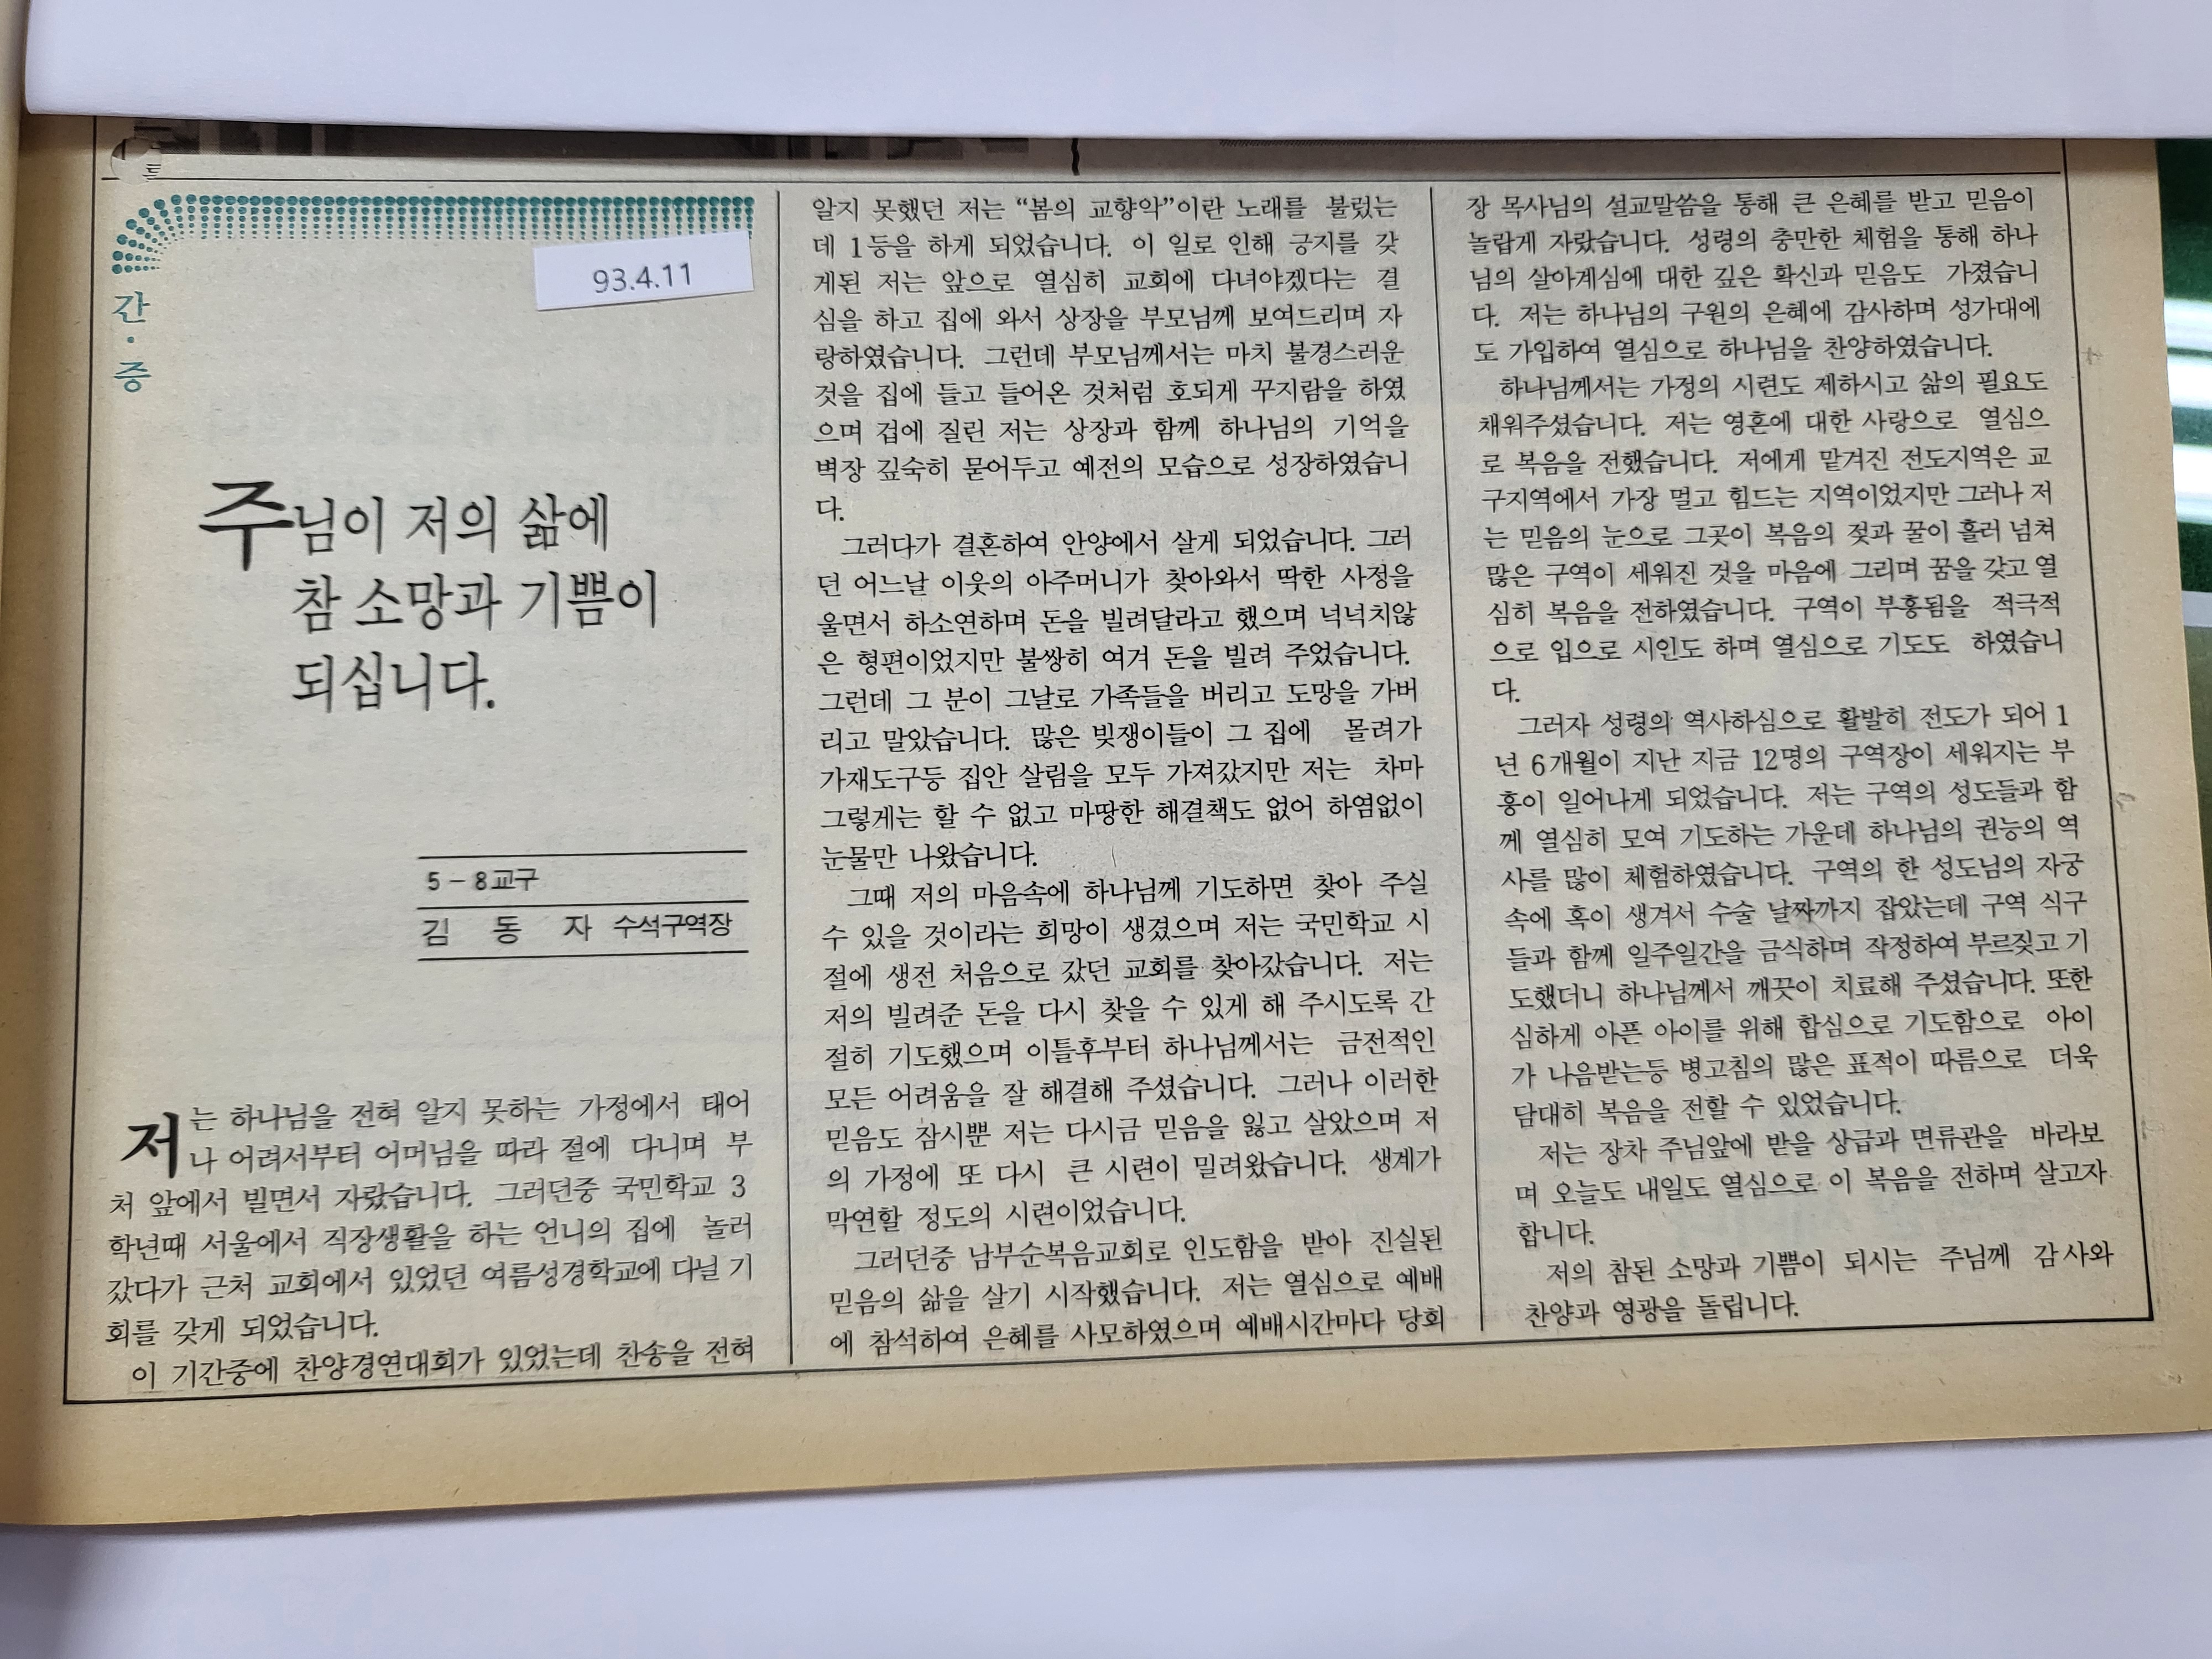 간·증
93.4.11
주님이 저의 삶에
참 소망과 기쁨이
되십니다.
5-8교구
김 동 자 수석구역장
저는 하나님을 전혀 알지 못하는 가정에서 태어
나 어려서부터 어머님을 따라 절에 다니며 부
처 앞에서 빌면서 자랐습니다. 그러던중 국민학교 3
학년때 서울에서 직장생활을 하는 언니의 집에 놀러
갔다가 근처 교회에서 있었던 여름성경학교에 다닐 기
회를 갖게 되었습니다.
이 기간중에 찬양경연대회가 있었는데 찬송을 전혀
알지 못했던 저는 “봄의 교향악”이란 노래를 불렀는
데 1등을 하게 되었습니다. 이 일로 인해 긍지를 갖
게된 저는 앞으로 열심히 교회에 다녀야겠다는 결
심을 하고 집에 와서 상장을 부모님께 보여드리며 자
랑하였습니다. 그런데 부모님께서는 마치 불경스러운
것을 집에 들고 들어온 것처럼 호되게 꾸지람을 하였
으며 겁에 질린 저는 상장과 함께 하나님의 기억을
벽장 깊숙히 묻어두고 예전의 모습으로 성장하였습니
다.
그러다가 결혼하여 안양에서 살게 되었습니다. 그러
던 어느날 이웃의 아주머니가 찾아와서 딱한 사정을
울면서 하소연하며 돈을 빌려달라고 했으며 넉넉치않
은 형편이었지만 불쌍히 여겨 돈을 빌려 주었습니다.
그런데 그 분이 그날로 가족들을 버리고 도망을 가버
리고 말았습니다. 많은 빚쟁이들이 그 집에 몰려가
가재도구등 집안 살림을 모두 가져갔지만 저는 차마
그렇게는 할 수 없고 마땅한 해결책도 없어 하염없이
눈물만 나왔습니다.
그때 저의 마음속에 하나님께 기도하면 찾아 주실
수 있을 것이라는 희망이 생겼으며 저는 국민학교 시
절에 생전 처음으로 갔던 교회를 찾아갔습니다. 저는
저의 빌려준 돈을 다시 찾을 수 있게 해 주시도록 간
절히 기도했으며 이틀후부터 하나님께서는 금전적인
모든 어려움을 잘 해결해 주셨습니다. 그러나 이러한
믿음도 잠시뿐 저는 다시금 믿음을 잃고 살았으며 저
의 가정에 또 다시 큰 시련이 밀려왔습니다. 생계가
막연할 정도의 시련이었습니다.
그러던중 남부순복음교회로 인도함을 받아 진실된
믿음의 삶을 살기 시작했습니다. 저는 열심으로 예배
에 참석하여 은혜를 사모하였으며 예배시간마다 당회
장 목사님의 설교말씀을 통해 큰 은혜를 받고 믿음이
놀랍게 자랐습니다. 성령의 충만한 체험을 통해 하나
님의 살아계심에 대한 깊은 확신과 믿음도 가졌습니
다. 저는 하나님의 구원의 은혜에 감사하며 성가대에
도 가입하여 열심으로 하나님을 찬양하였습니다.
하나님께서는 가정의 시련도 제하시고 삶의 필요도
채워주셨습니다. 저는 영혼에 대한 사랑으로 열심으
로 복음을 전했습니다. 저에게 맡겨진 전도지역은 교
구지역에서 가장 멀고 힘드는 지역이었지만 그러나 저
는 믿음의 눈으로 그곳이 복음의 젖과 꿀이 흘러 넘쳐
많은 구역이 세워진 것을 마음에 그리며 꿈을 갖고 열
심히 복음을 전하였습니다. 구역이 부흥됨을 적극적
으로 입으로 시인도 하며 열심으로 기도도 하였습니
다.
그러자 성령의 역사하심으로 활발히 전도가 되어 1
년 6개월이 지난 지금 12명의 구역장이 세워지는 부
흥이 일어나게 되었습니다. 저는 구역의 성도들과 함
께 열심히 모여 기도하는 가운데 하나님의 권능의 역
사를 많이 체험하였습니다. 구역의 한 성도님의 자궁
속에 혹이 생겨서 수술 날짜까지 잡았는데 구역 식구
들과 함께 일주일간을 금식하며 작정하여 부르짖고 기
도했더니 하나님께서 깨끗이 치료해 주셨습니다. 또한
심하게 아픈 아이를 위해 합심으로 기도함으로 아이
가 나음받는등 병고침의 많은 표적이 따름으로 더욱
담대히 복음을 전할 수 있었습니다.
저는 장차 주님앞에 받을 상급과 면류관을 바라보
며 오늘도 내일도 열심으로 이 복음을 전하며 살고자
합니다.
저의 참된 소망과 기쁨이 되시는 주님께 감사와
찬양과 영광을 돌립니다.